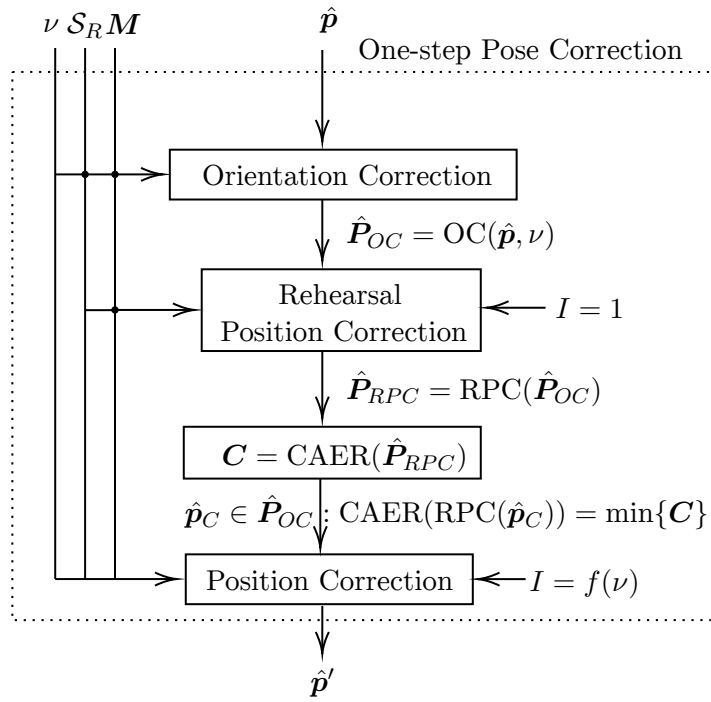 ν 𝒮_R M p̂
One-step Pose Correction
Orientation Correction
P̂_OC = OC(p̂, ν)
Rehearsal
Position Correction
I = 1
P̂_RPC = RPC(P̂_OC)
C = CAER(P̂_RPC)
p̂_C ∈ P̂_OC : CAER(RPC(p̂_C)) = min{C}
Position Correction
I = f(ν)
p̂′